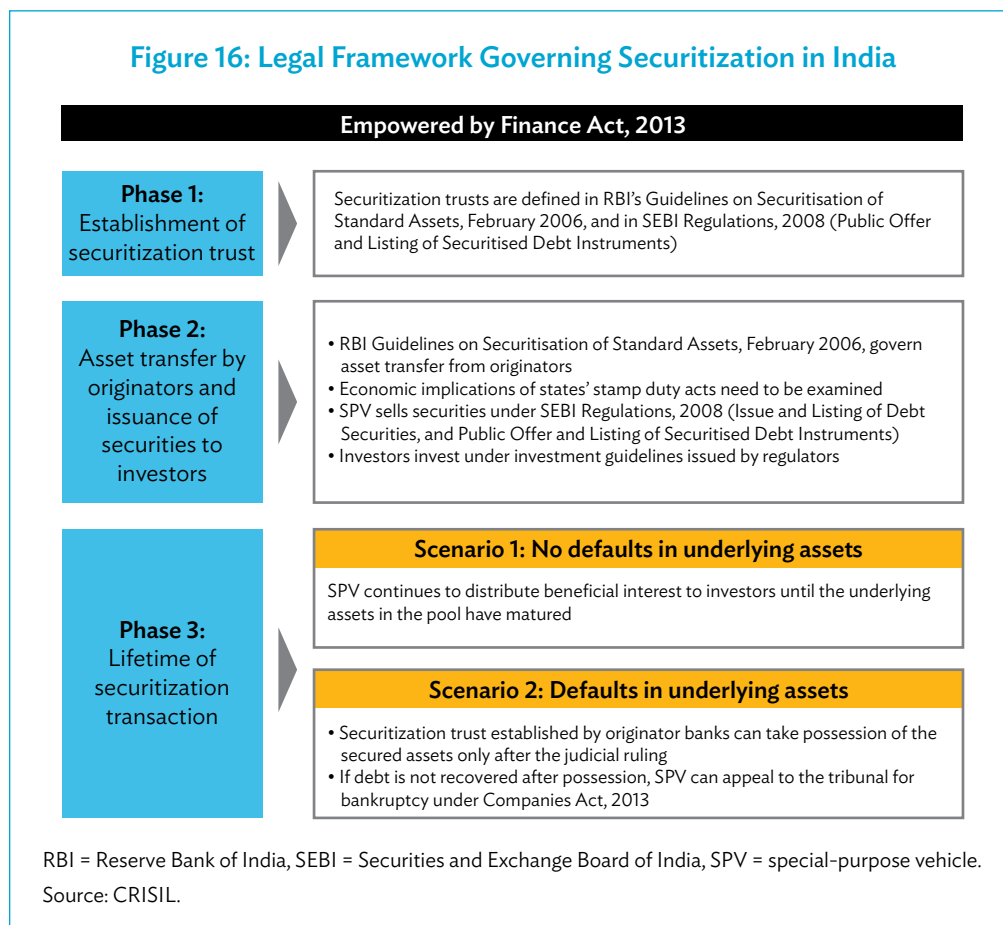 Figure 16: Legal Framework Governing Securitization in India
Empowered by Finance Act, 2013
Phase 1:
Establishment of
securitization trust
Securitization trusts are defined in RBI's Guidelines on Securitisation of
Standard Assets, February 2006, and in SEBI Regulations, 2008 (Public Offer
and Listing of Securitised Debt Instruments)
Phase 2:
Asset transfer by
originators and
issuance of
securities to
investors
• RBI Guidelines on Securitisation of Standard Assets, February 2006, govern
asset transfer from originators
• Economic implications of states' stamp duty acts need to be examined
• SPV sells securities under SEBI Regulations, 2008 (Issue and Listing of Debt
Securities, and Public Offer and Listing of Securitised Debt Instruments)
• Investors invest under investment guidelines issued by regulators
Phase 3:
Lifetime of
securitization
transaction
Scenario 1: No defaults in underlying assets
SPV continues to distribute beneficial interest to investors until the underlying
assets in the pool have matured
Scenario 2: Defaults in underlying assets
• Securitization trust established by originator banks can take possession of the
secured assets only after the judicial ruling
• If debt is not recovered after possession, SPV can appeal to the tribunal for
bankruptcy under Companies Act, 2013
RBI = Reserve Bank of India, SEBI = Securities and Exchange Board of India, SPV = special-purpose vehicle.
Source: CRISIL.